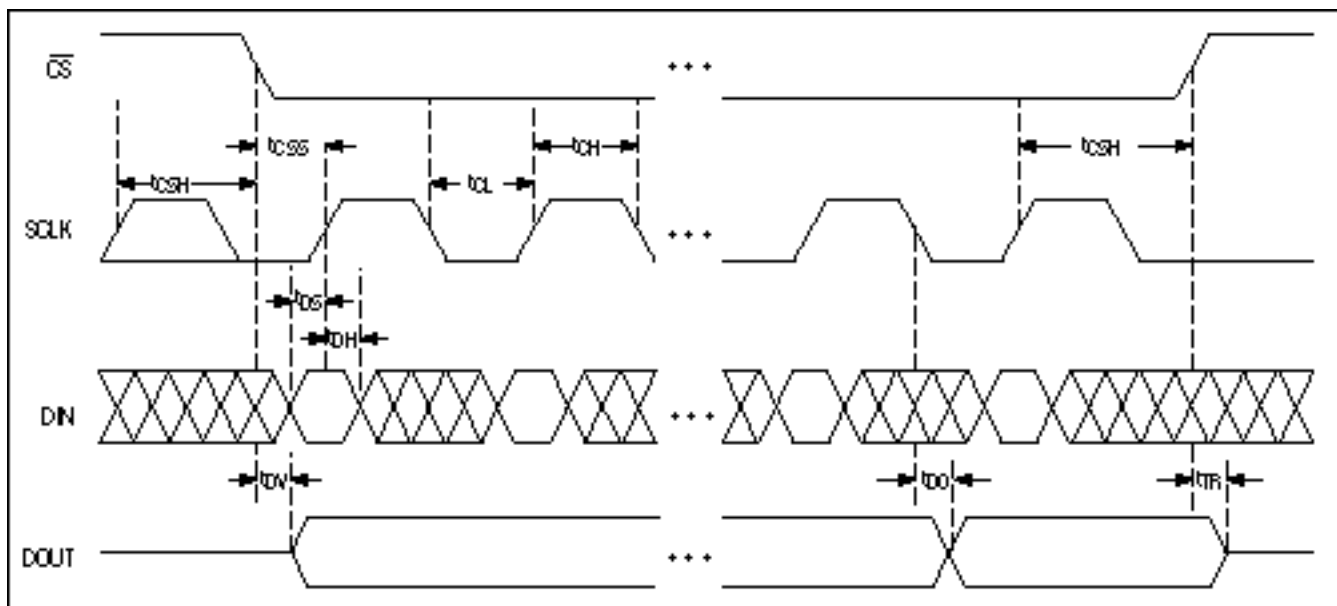 CS
tCSS
tCH
tCSH
tCSH
tCL
SCLK
tDS
tDH
DIN
tDV
tDO
tTR
DOUT